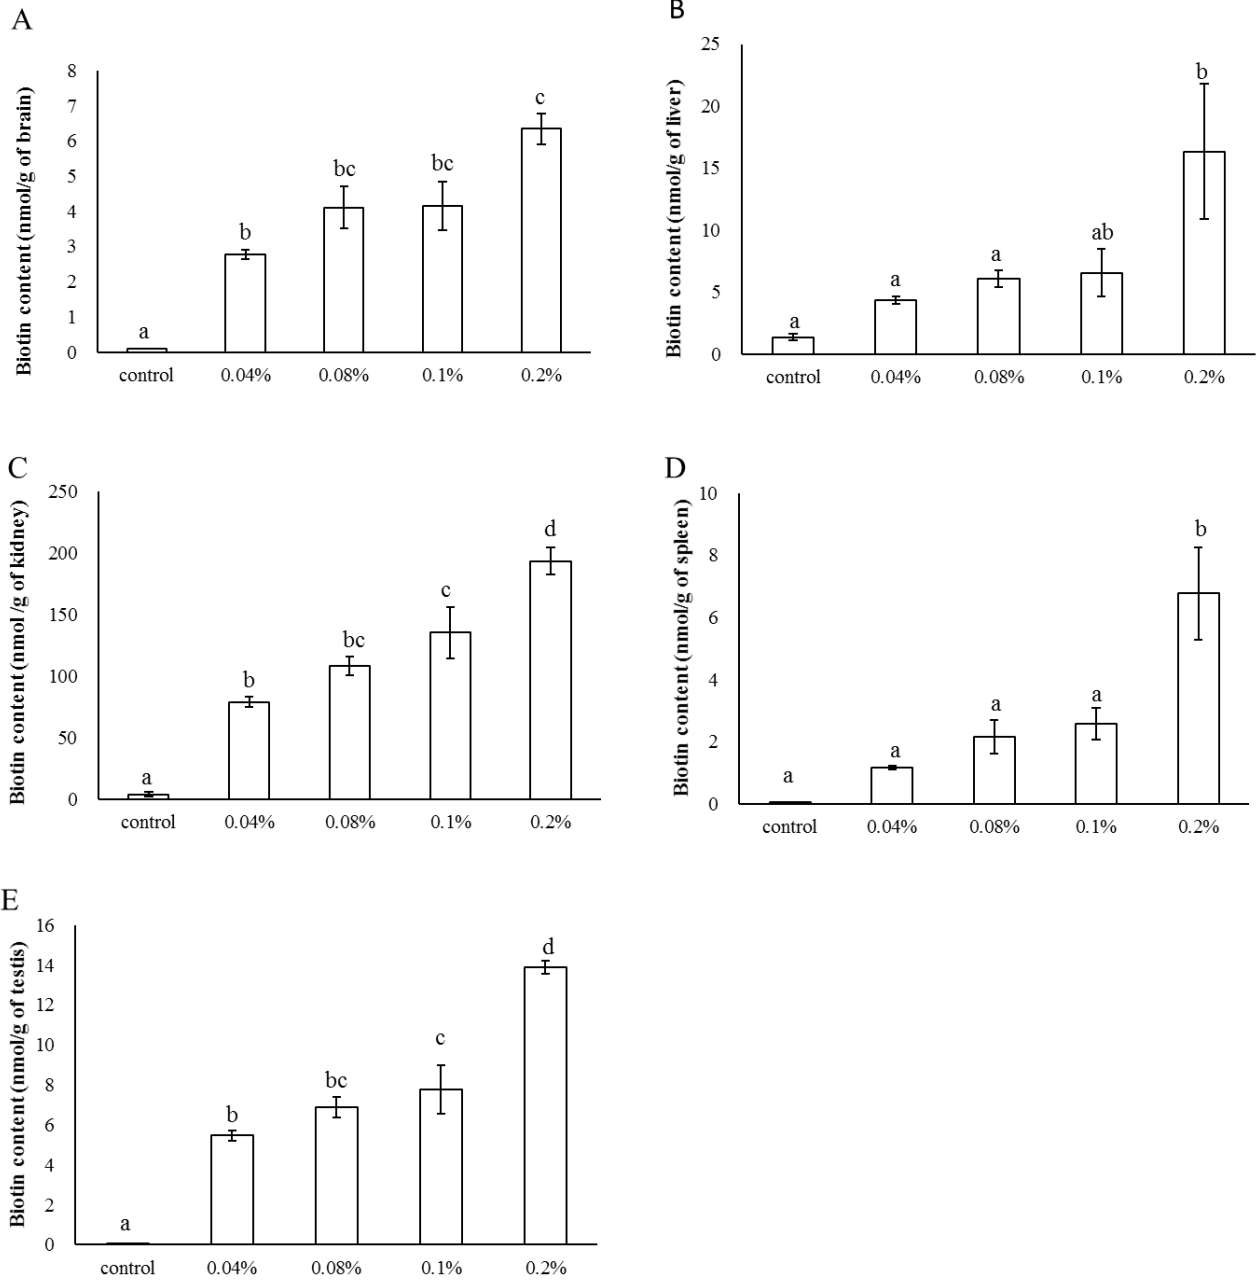 A
Biotin content (nmol/g of brain)
8
7
6
5
4
3
2
1
0
a
b
bc
bc
c
control 0.04% 0.08% 0.1% 0.2%
B
Biotin content (nmol/g of liver)
25
20
15
10
5
0
a
a
a
ab
b
control 0.04% 0.08% 0.1% 0.2%
C
Biotin content (nmol /g of kidney)
250
200
150
100
50
0
a
b
bc
c
d
control 0.04% 0.08% 0.1% 0.2%
D
Biotin content (nmol/g of spleen)
10
8
6
4
2
0
a
a
a
a
b
control 0.04% 0.08% 0.1% 0.2%
E
Biotin content (nmol/g of testis)
16
14
12
10
8
6
4
2
0
a
b
bc
c
d
control 0.04% 0.08% 0.1% 0.2%